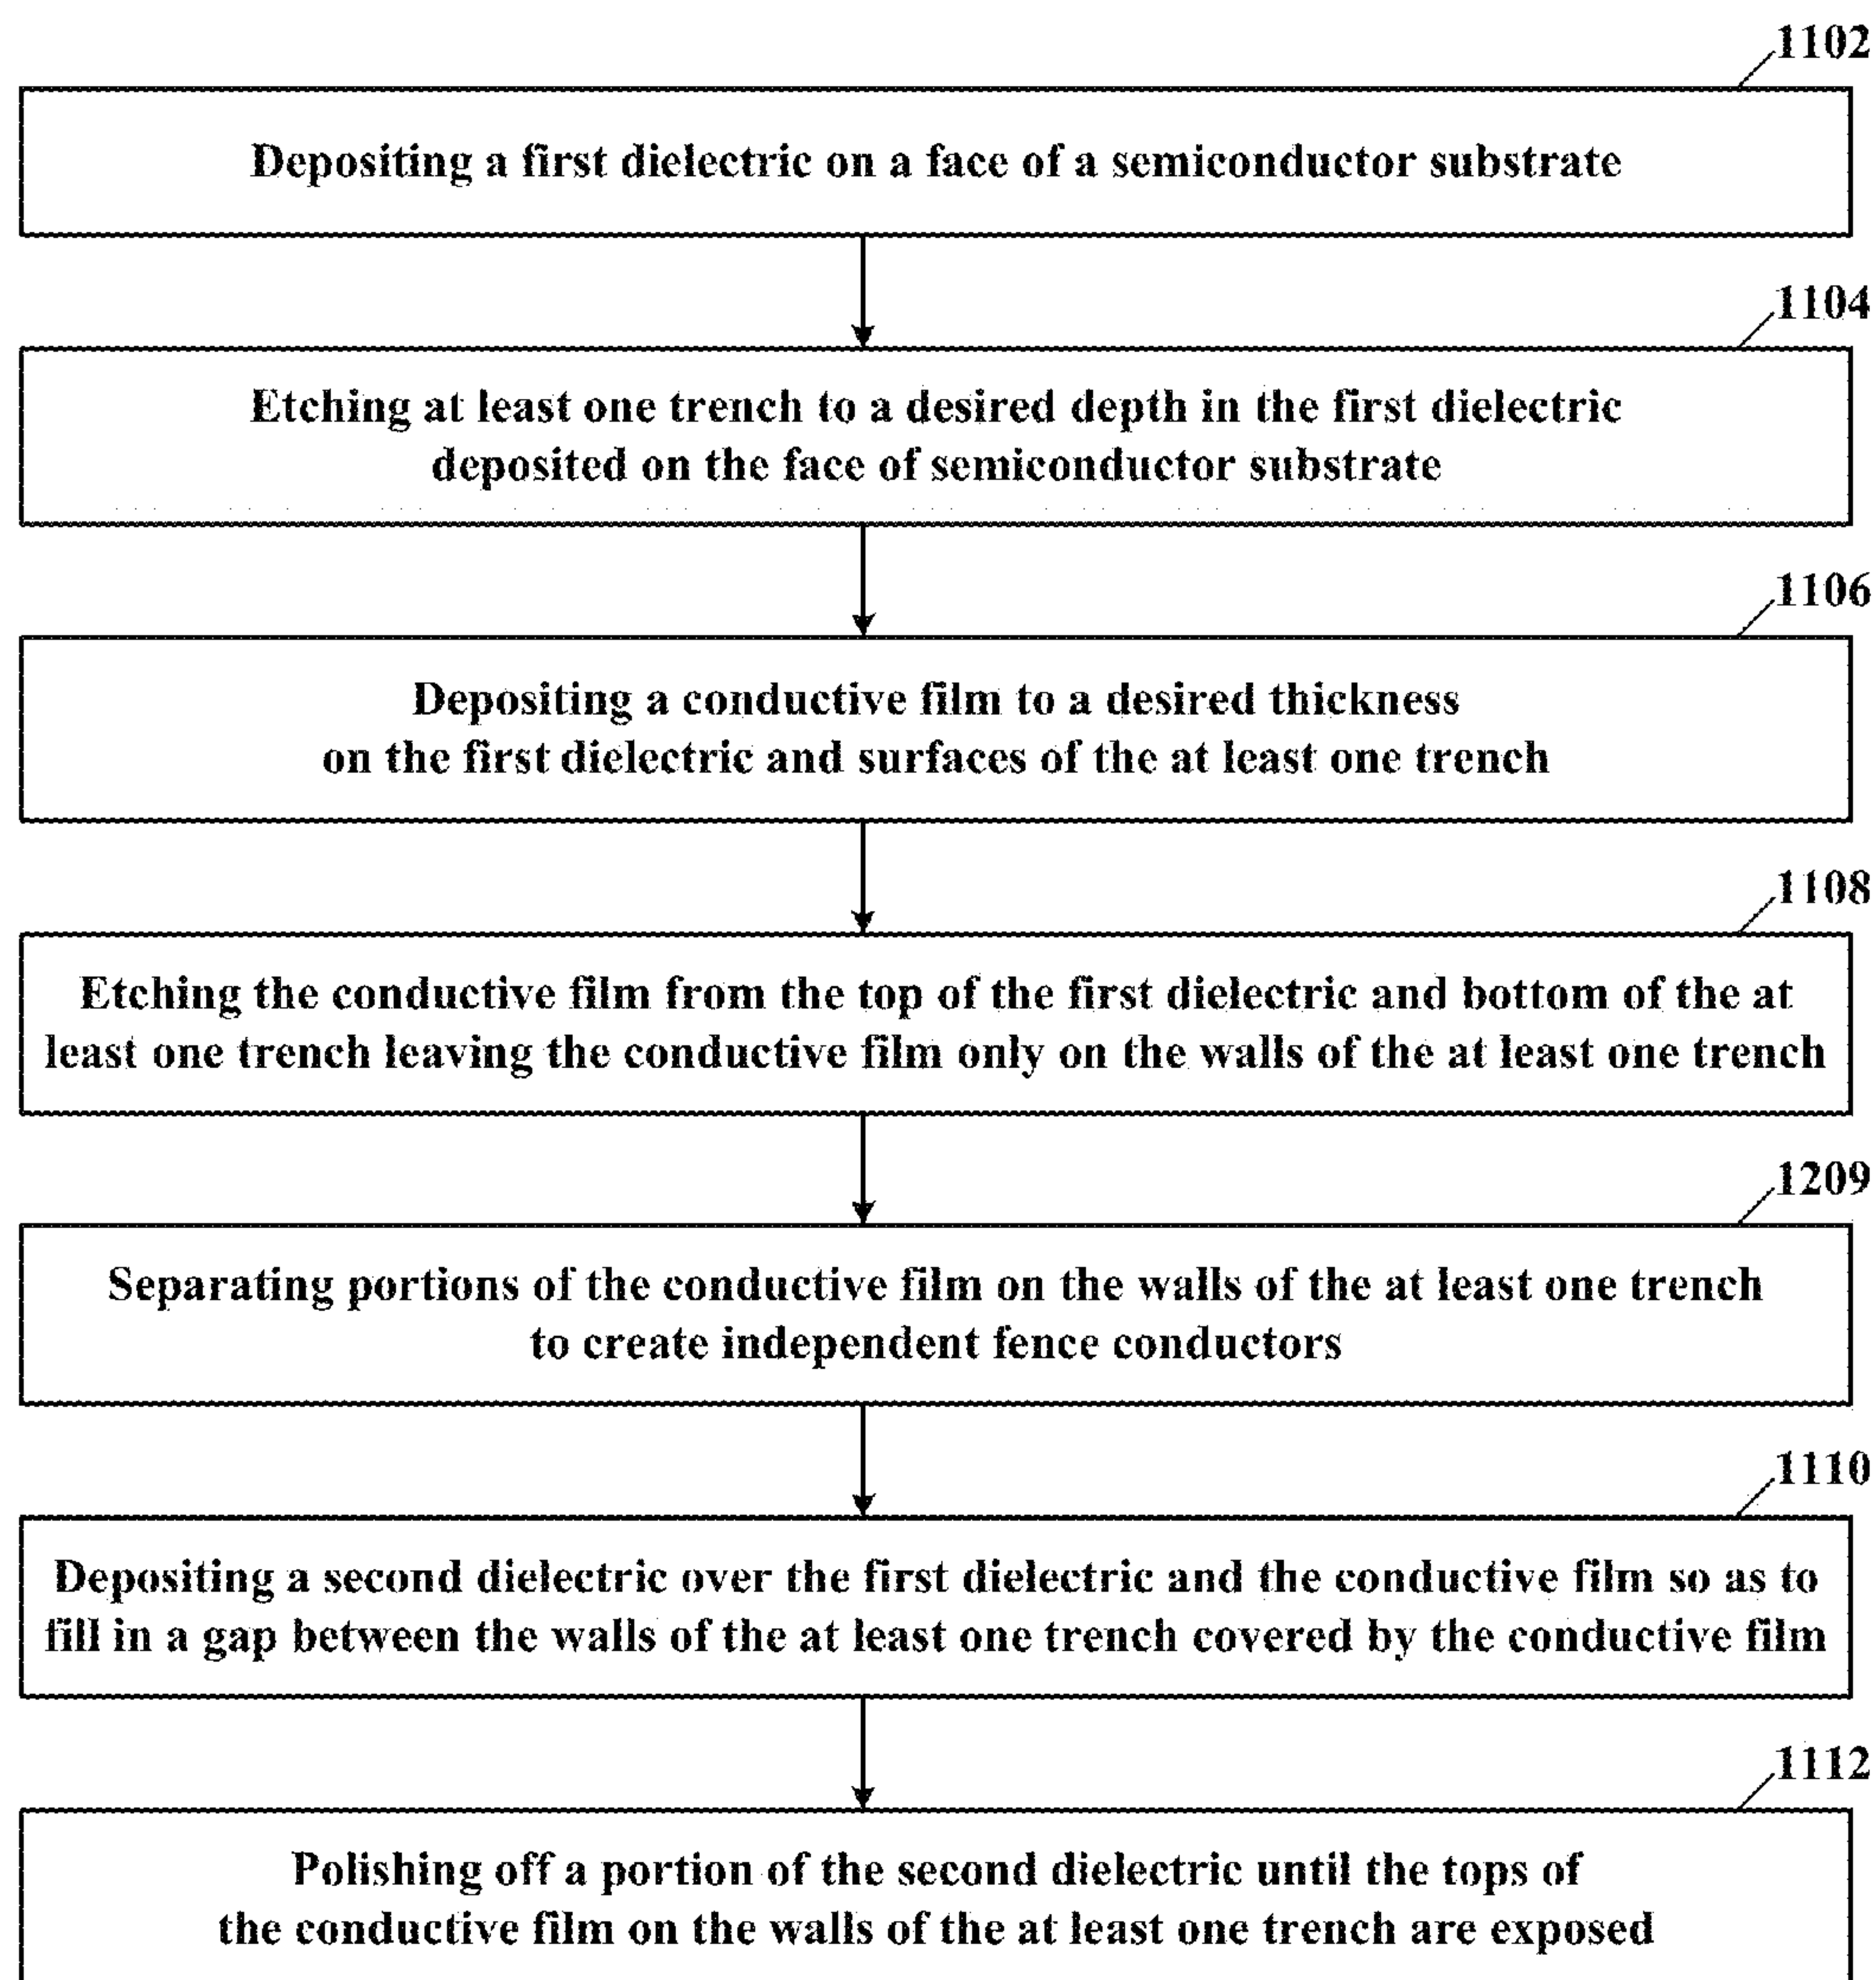 1102
Depositing a first dielectric on a face of a semiconductor substrate
1104
Etching at least one trench to a desired depth in the first dielectric
deposited on the face of semiconductor substrate
1106
Depositing a conductive film to a desired thickness
on the first dielectric and surfaces of the at least one trench
1108
Etching the conductive film from the top of the first dielectric and bottom of the at
least one trench leaving the conductive film only on the walls of the at least one trench
1209
Separating portions of the conductive film on the walls of the at least one trench
to create independent fence conductors
1110
Depositing a second dielectric over the first dielectric and the conductive film so as to
fill in a gap between the walls of the at least one trench covered by the conductive film
1112
Polishing off a portion of the second dielectric until the tops of
the conductive film on the walls of the at least one trench are exposed